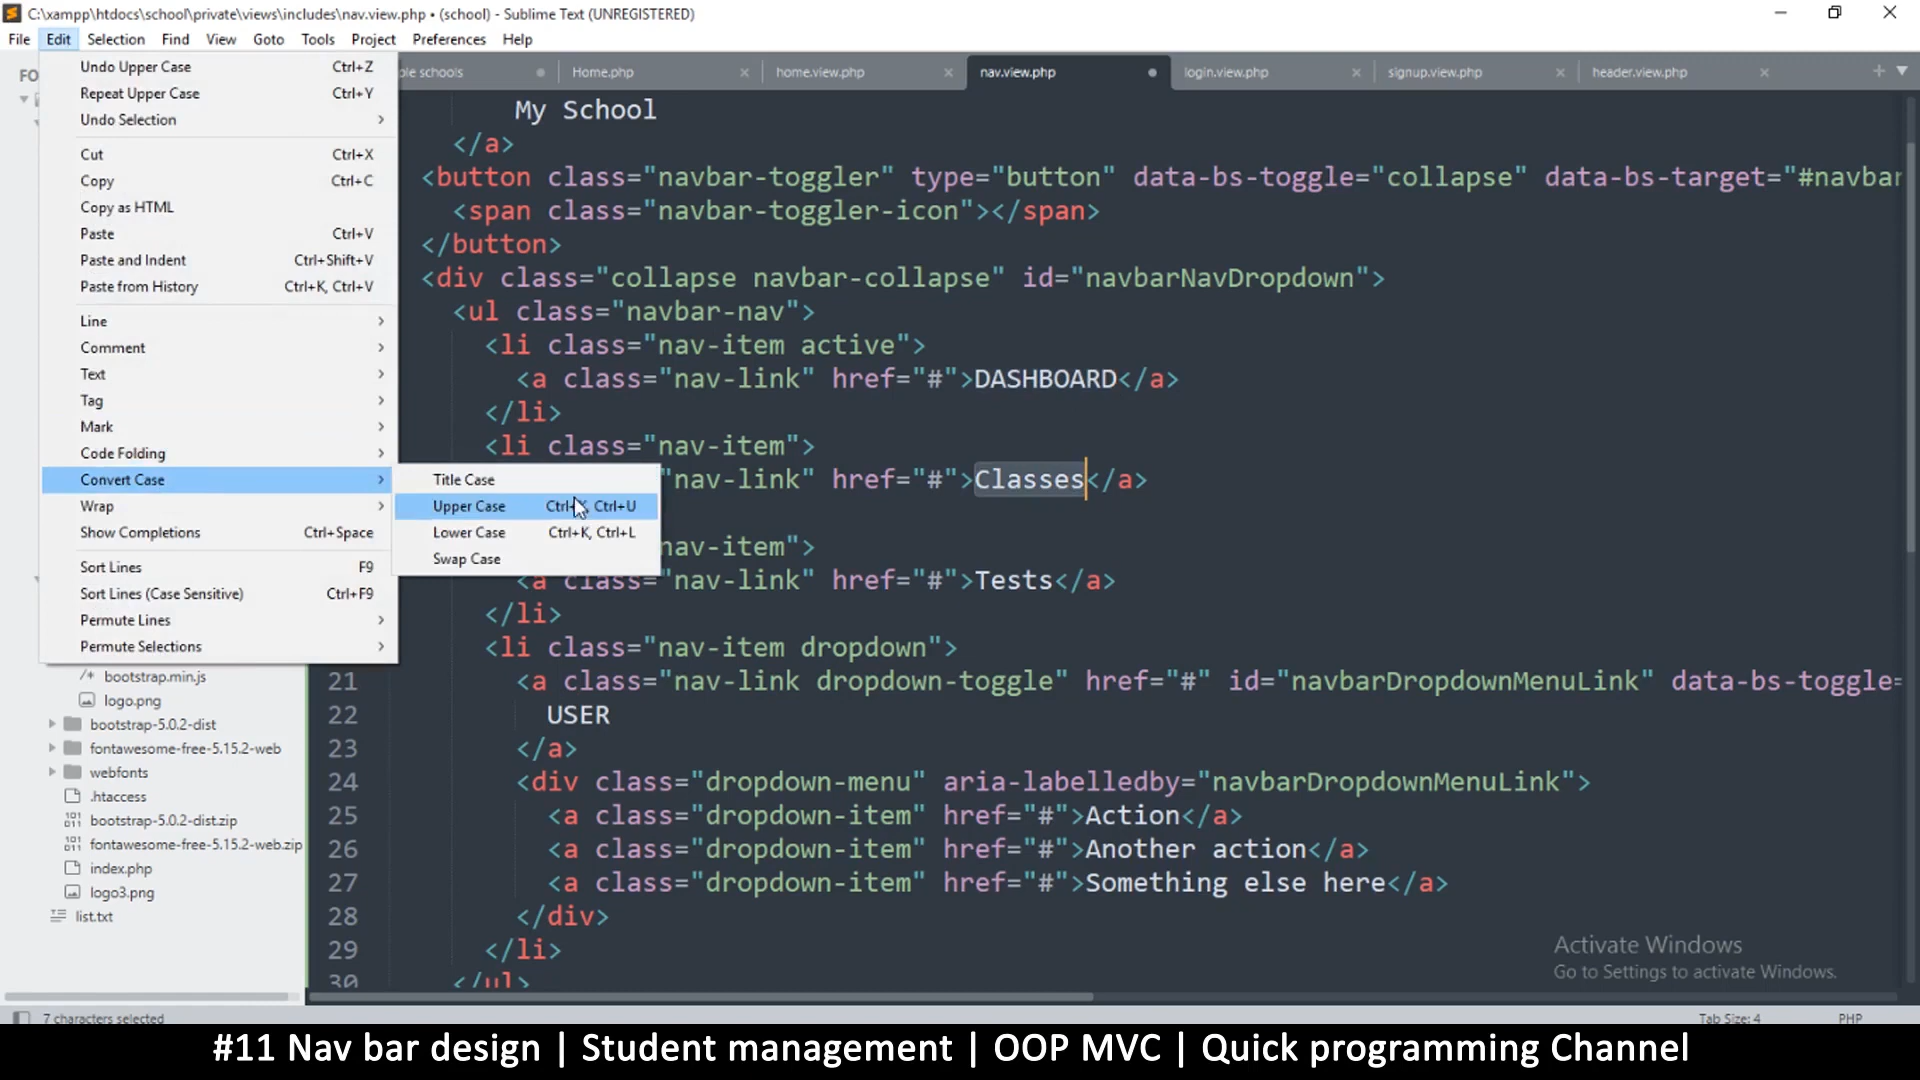 C:\xampp\htdocs\school\private\views\includes\nav.view.php • (school) - Sublime Text (UNREGISTERED)
File Edit Selection Find View Goto Tools Project Preferences Help
Undo Upper Case Ctrl+Z
Repeat Upper Case Ctrl+Y
Undo Selection
Cut Ctrl+X
Copy Ctrl+C
Copy as HTML
Paste Ctrl+V
Paste and Indent Ctrl+Shift+V
Paste from History Ctrl+K, Ctrl+V
Line
Comment
Text
Tag
Mark
Code Folding
Convert Case
Wrap
Show Completions Ctrl+Space
Sort Lines F9
Sort Lines (Case Sensitive) Ctrl+F9
Permute Lines
Permute Selections
Title Case
Upper Case Ctrl+K, Ctrl+U
Lower Case Ctrl+K, Ctrl+L
Swap Case
FO
bootstrap.min.js
logo.png
bootstrap-5.0.2-dist
fontawesome-free-5.15.2-web
webfonts
.htaccess
bootstrap-5.0.2-dist.zip
fontawesome-free-5.15.2-web.zip
index.php
logo3.png
list.txt
ple schools Home.php home.view.php nav.view.php login.view.php signup.view.php header.view.php
My School
</a>
<button class="navbar-toggler" type="button" data-bs-toggle="collapse" data-bs-target="#navbar
<span class="navbar-toggler-icon"></span>
</button>
<div class="collapse navbar-collapse" id="navbarNavDropdown">
<ul class="navbar-nav">
<li class="nav-item active">
<a class="nav-link" href="#">DASHBOARD</a>
</li>
<li class="nav-item">
nav-link" href="#">Classes</a>
nav-item">
<a class="nav-link" href="#">Tests</a>
</li>
<li class="nav-item dropdown">
21 <a class="nav-link dropdown-toggle" href="#" id="navbarDropdownMenuLink" data-bs-toggle=
22 USER
23 </a>
24 <div class="dropdown-menu" aria-labelledby="navbarDropdownMenuLink">
25 <a class="dropdown-item" href="#">Action</a>
26 <a class="dropdown-item" href="#">Another action</a>
27 <a class="dropdown-item" href="#">Something else here</a>
28 </div>
29 </li>
30 </ul>
Activate Windows
Go to Settings to activate Windows.
7 characters selected Tab Size: 4 PHP
#11 Nav bar design | Student management | OOP MVC | Quick programming Channel